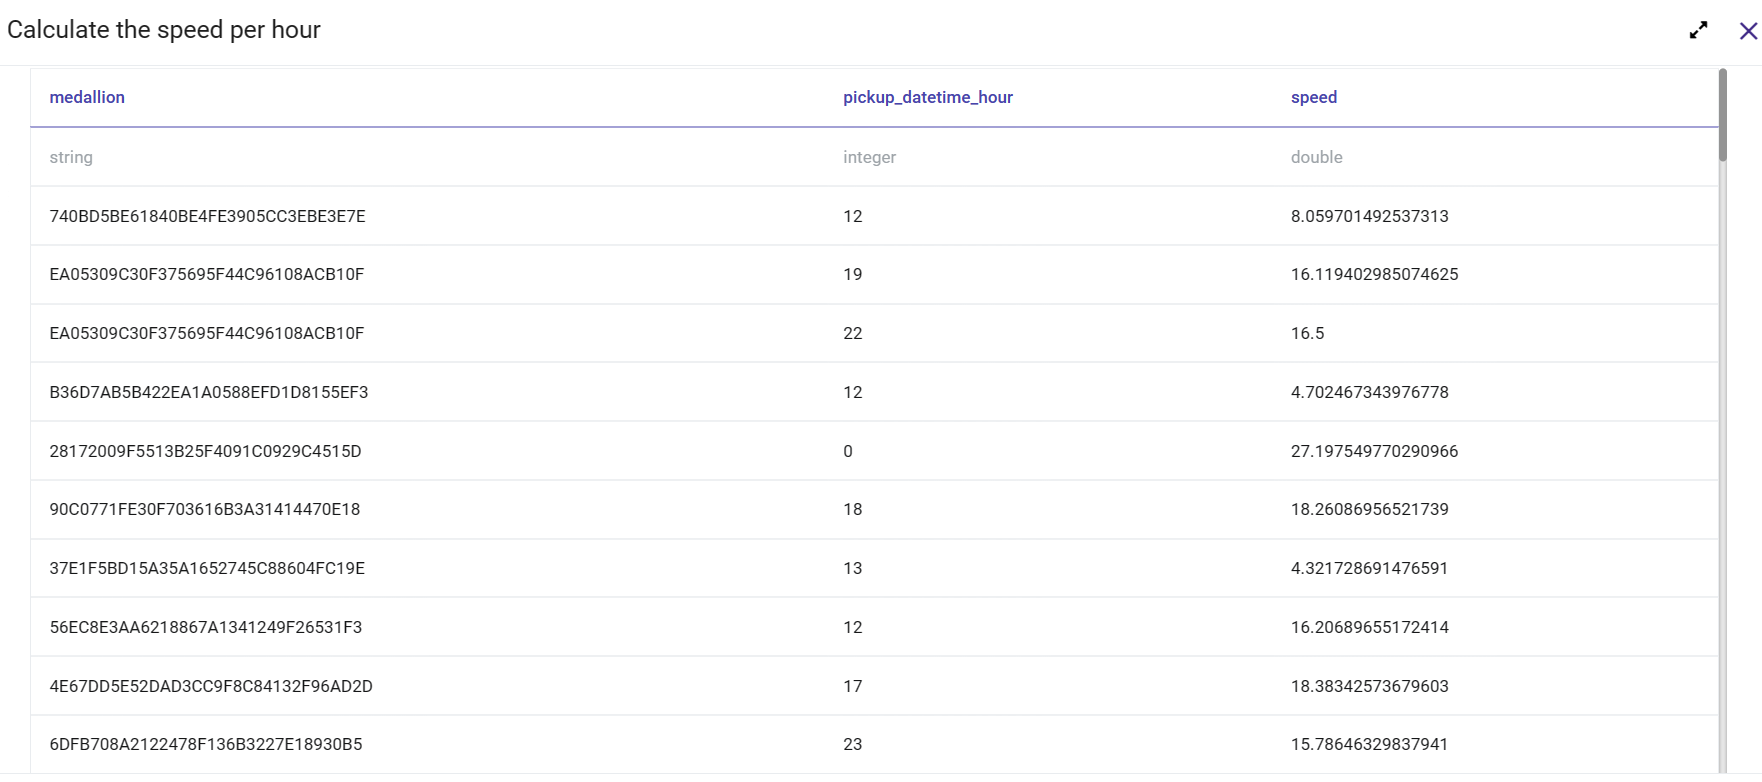 Calculate the speed per hour
medallion pickup_datetime_hour speed
string integer double
740BD5BE61840BE4FE3905CC3EBE3E7E 12 8.059701492537313
EA05309C30F375695F44C96108ACB10F 19 16.119402985074625
EA05309C30F375695F44C96108ACB10F 22 16.5
B36D7AB5B422EA1A0588EFD1D8155EF3 12 4.702467343976778
28172009F5513B25F4091C0929C4515D 0 27.197549770290966
90C0771FE30F703616B3A31414470E18 18 18.26086956521739
37E1F5BD15A35A1652745C88604FC19E 13 4.321728691476591
56EC8E3AA6218867A1341249F26531F3 12 16.20689655172414
4E67DD5E52DAD3CC9F8C84132F96AD2D 17 18.38342573679603
6DFB708A2122478F136B3227E18930B5 23 15.78646329837941